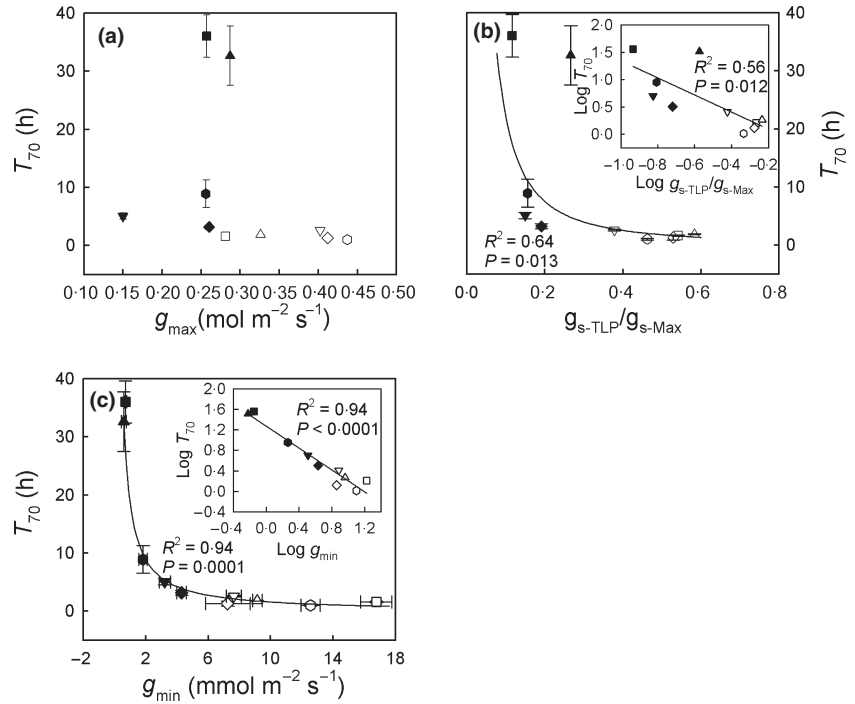 (a)
40
30
20
10
0
T70 (h)
0·10 0·15 0·20 0·25 0·30 0·35 0·40 0·45 0·50
gmax(mol m−2 s−1)
(b)
40
30
20
10
0
T70 (h)
R2 = 0·64
P = 0·013
0·0 0·2 0·4 0·6 0·8
gs-TLP/gs-Max
2·0
1·5
1·0
0·5
0·0
Log T70
R2 = 0·56
P = 0·012
−1·0 −0·8 −0·6 −0·4 −0·2
Log gs-TLP/gs-Max
(c)
40
30
20
10
0
T70 (h)
R2 = 0·94
P = 0·0001
−2 2 6 10 14 18
gmin (mmol m−2 s−1)
2·0
1·6
1·2
0·8
0·4
0·0
−0·4
Log T70
R2 = 0·94
P < 0·0001
−0·4 0·0 0·4 0·8 1·2
Log gmin